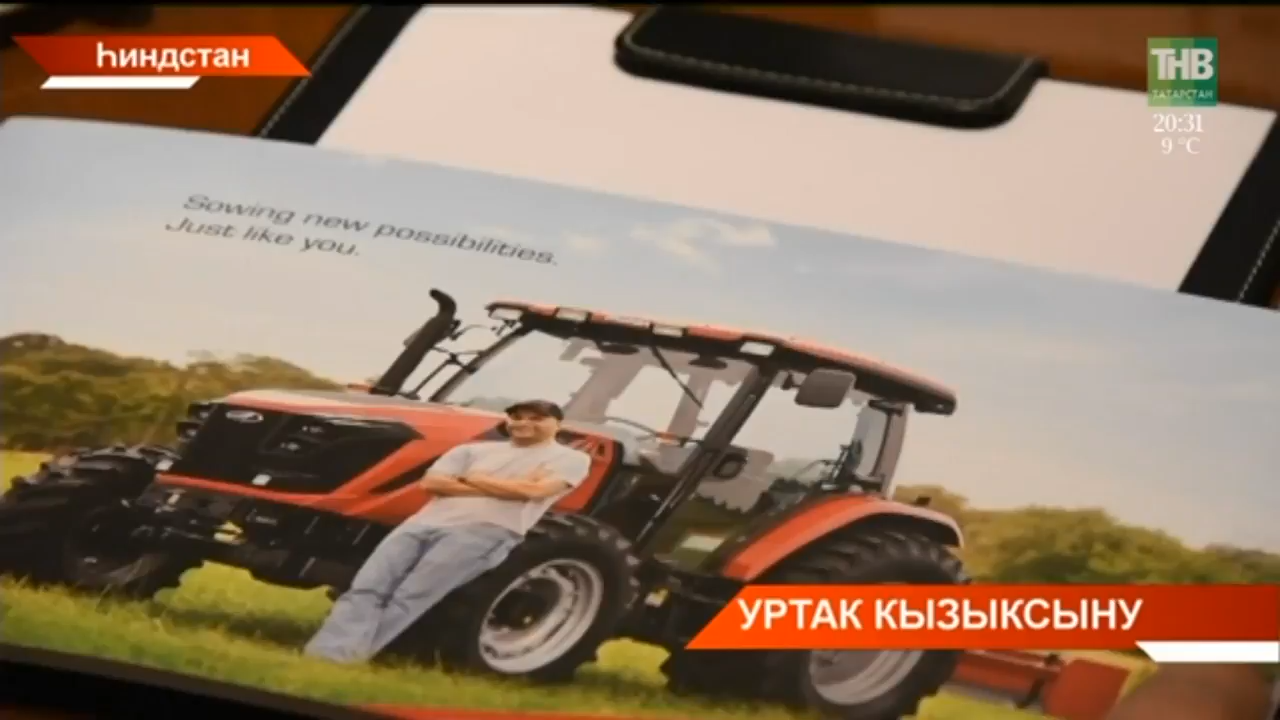 Һиндстан
ТНВ
ТАТАРСТАН
20:31
9 °C
Sowing new possibilities.
Just like you.
УРТАК КЫЗЫКСЫНУ